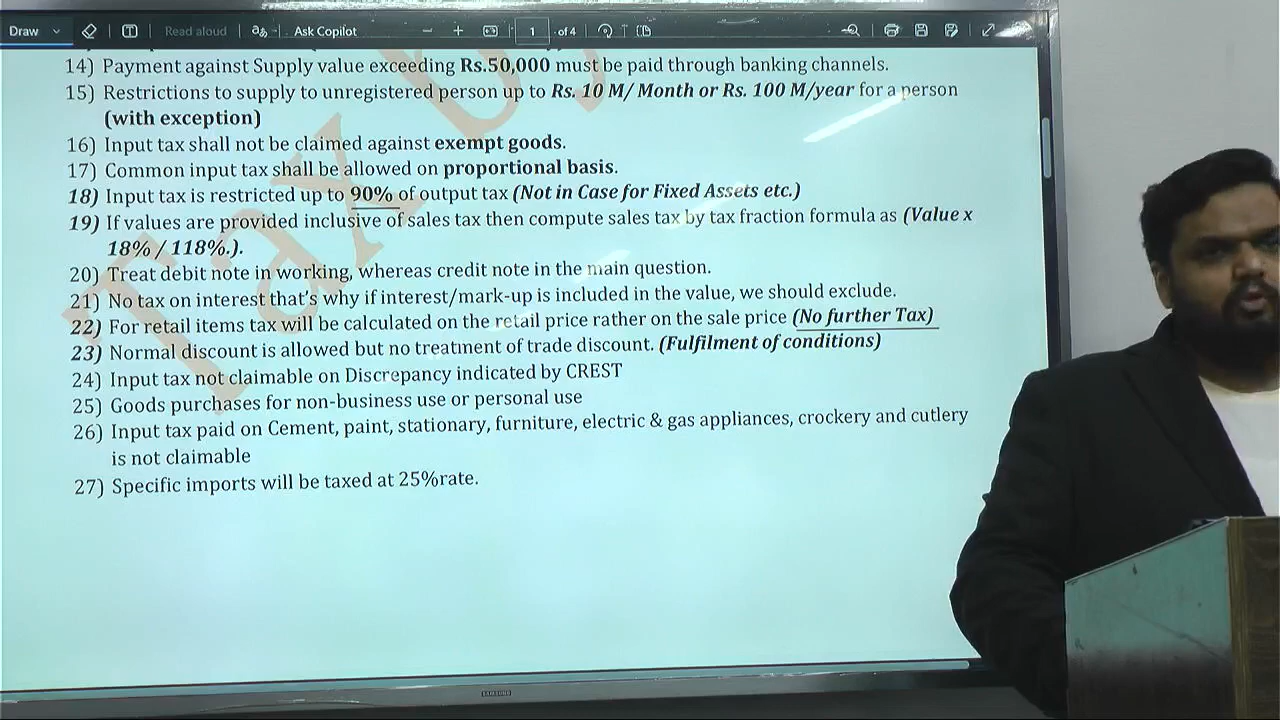 Draw Read aloud Ask Copilot − + 1 of 4
14) Payment against Supply value exceeding Rs.50,000 must be paid through banking channels.
15) Restrictions to supply to unregistered person up to Rs. 10 M/ Month or Rs. 100 M/year for a person
(with exception)
16) Input tax shall not be claimed against exempt goods.
17) Common input tax shall be allowed on proportional basis.
18) Input tax is restricted up to 90% of output tax (Not in Case for Fixed Assets etc.)
19) If values are provided inclusive of sales tax then compute sales tax by tax fraction formula as (Value x
18% / 118%.).
20) Treat debit note in working, whereas credit note in the main question.
21) No tax on interest that's why if interest/mark-up is included in the value, we should exclude.
22) For retail items tax will be calculated on the retail price rather on the sale price (No further Tax)
23) Normal discount is allowed but no treatment of trade discount. (Fulfilment of conditions)
24) Input tax not claimable on Discrepancy indicated by CREST
25) Goods purchases for non-business use or personal use
26) Input tax paid on Cement, paint, stationary, furniture, electric & gas appliances, crockery and cutlery
is not claimable
27) Specific imports will be taxed at 25%rate.
Tax by
SAMSUNG